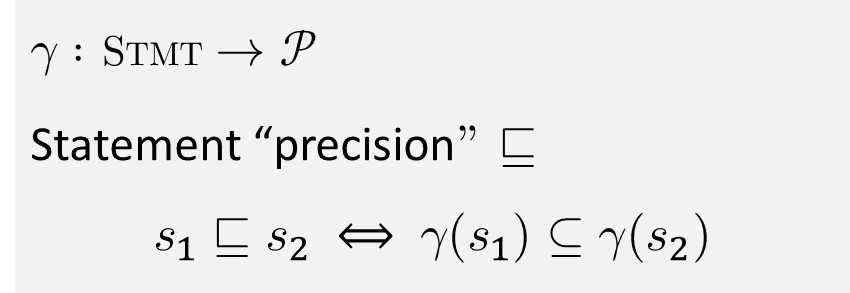 γ : STMT → 𝒫
Statement “precision” ⊑
s₁ ⊑ s₂ ⟺ γ(s₁) ⊆ γ(s₂)